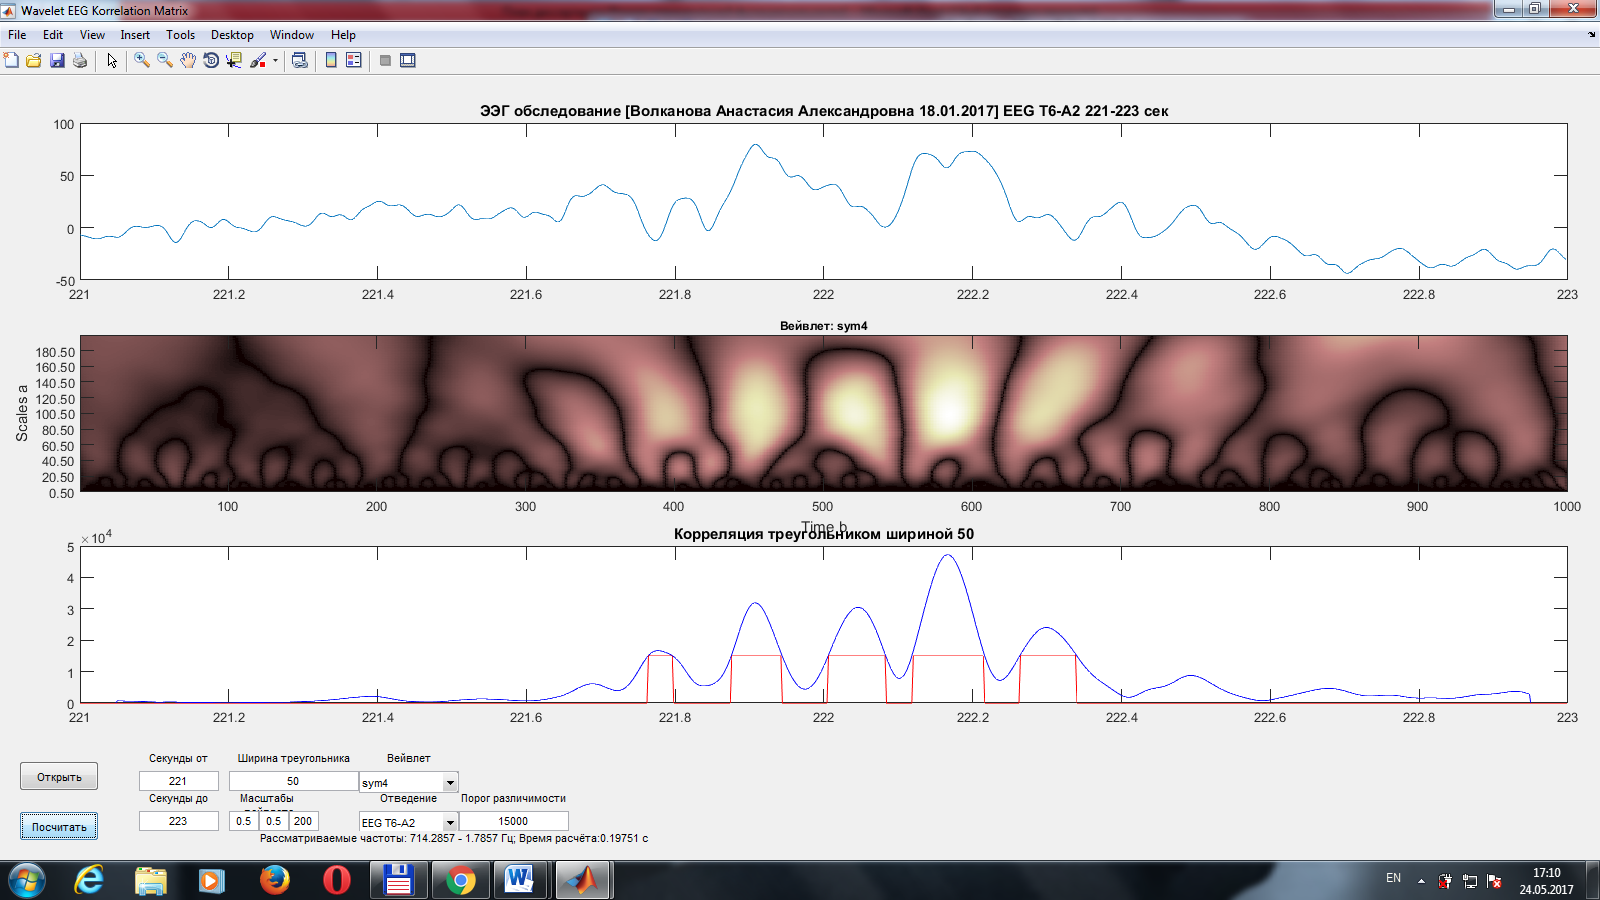 Wavelet EEG Korrelation Matrix
File Edit View Insert Tools Desktop Window Help
ЭЭГ обследование [Волканова Анастасия Александровна 18.01.2017] EEG T6-A2 221-223 сек
100
50
0
-50
221 221.2 221.4 221.6 221.8 222 222.2 222.4 222.6 222.8 223
Вейвлет: sym4
Scales a
180.50
160.50
140.50
120.50
100.50
80.50
60.50
40.50
20.50
0.50
100 200 300 400 500 600 700 800 900 1000
Time b
Корреляция треугольником шириной 50
×10^4
5
4
3
2
1
0
221 221.2 221.4 221.6 221.8 222 222.2 222.4 222.6 222.8 223
Секунды от Ширина треугольника Вейвлет
Открыть 221 50 sym4
Секунды до Масштабы Отведение Порог различимости
Посчитать 223 0.5 0.5 200 EEG T6-A2 15000
Рассматриваемые частоты: 714.2857 - 1.7857 Гц; Время расчёта:0.19751 с
EN 17:10
24.05.2017